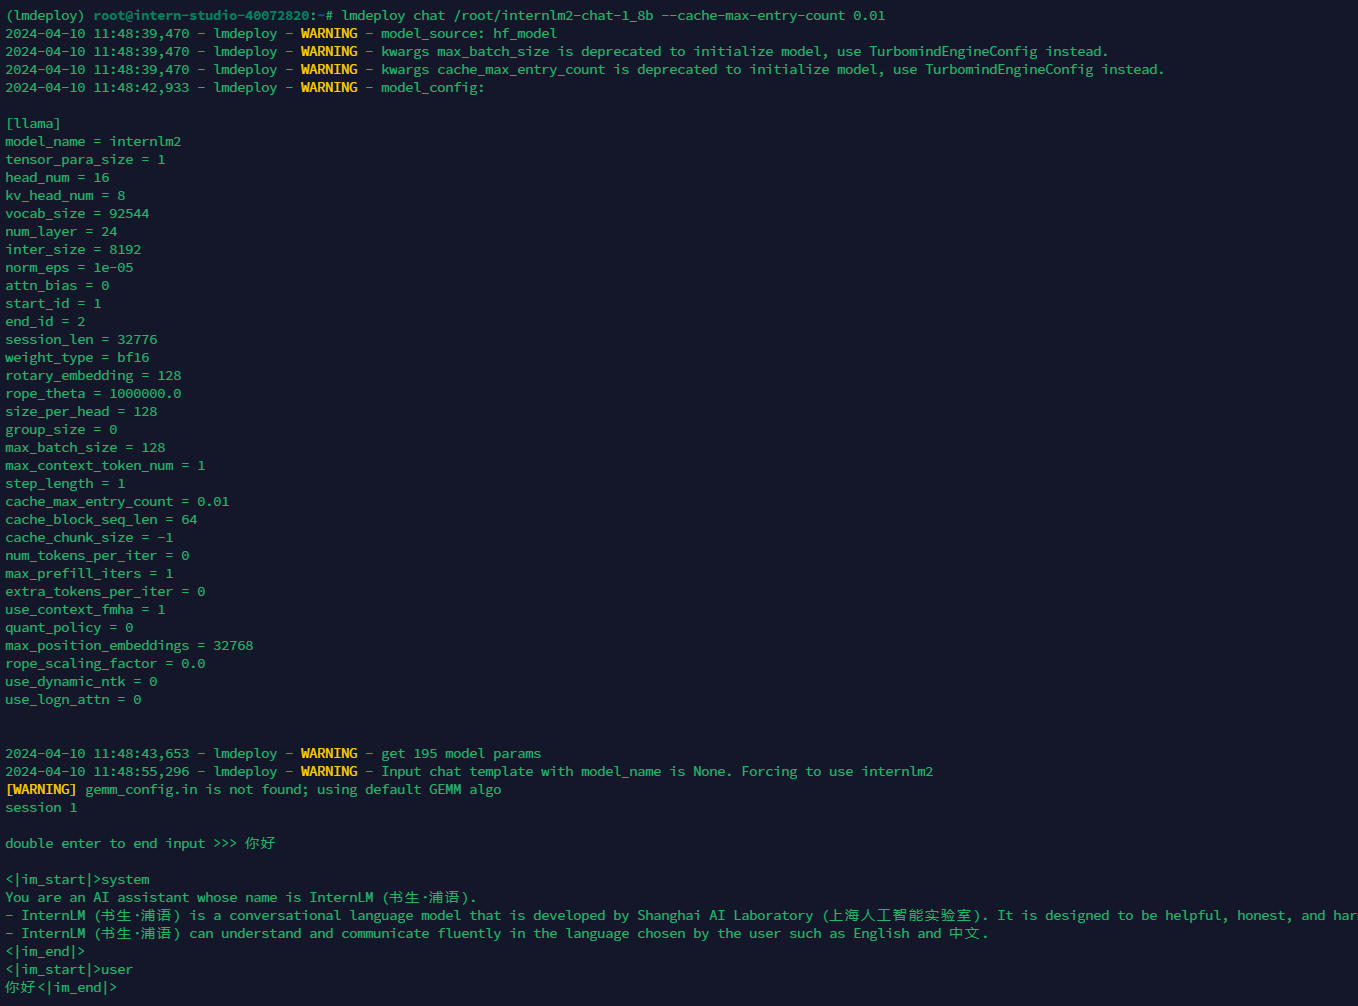 (lmdeploy) root@intern-studio-40072820:~# lmdeploy chat /root/internlm2-chat-1_8b --cache-max-entry-count 0.01
2024-04-10 11:48:39,470 - lmdeploy - WARNING - model_source: hf_model
2024-04-10 11:48:39,470 - lmdeploy - WARNING - kwargs max_batch_size is deprecated to initialize model, use TurbomindEngineConfig instead.
2024-04-10 11:48:39,470 - lmdeploy - WARNING - kwargs cache_max_entry_count is deprecated to initialize model, use TurbomindEngineConfig instead.
2024-04-10 11:48:42,933 - lmdeploy - WARNING - model_config:
[llama]
model_name = internlm2
tensor_para_size = 1
head_num = 16
kv_head_num = 8
vocab_size = 92544
num_layer = 24
inter_size = 8192
norm_eps = 1e-05
attn_bias = 0
start_id = 1
end_id = 2
session_len = 32776
weight_type = bf16
rotary_embedding = 128
rope_theta = 1000000.0
size_per_head = 128
group_size = 0
max_batch_size = 128
max_context_token_num = 1
step_length = 1
cache_max_entry_count = 0.01
cache_block_seq_len = 64
cache_chunk_size = -1
num_tokens_per_iter = 0
max_prefill_iters = 1
extra_tokens_per_iter = 0
use_context_fmha = 1
quant_policy = 0
max_position_embeddings = 32768
rope_scaling_factor = 0.0
use_dynamic_ntk = 0
use_logn_attn = 0
2024-04-10 11:48:43,653 - lmdeploy - WARNING - get 195 model params
2024-04-10 11:48:55,296 - lmdeploy - WARNING - Input chat template with model_name is None. Forcing to use internlm2
[WARNING] gemm_config.in is not found; using default GEMM algo
session 1
double enter to end input >>> 你好
<|im_start|>system
You are an AI assistant whose name is InternLM (书生·浦语).
- InternLM (书生·浦语) is a conversational language model that is developed by Shanghai AI Laboratory (上海人工智能实验室). It is designed to be helpful, honest, and har
- InternLM (书生·浦语) can understand and communicate fluently in the language chosen by the user such as English and 中文.
<|im_end|>
<|im_start|>user
你好<|im_end|>